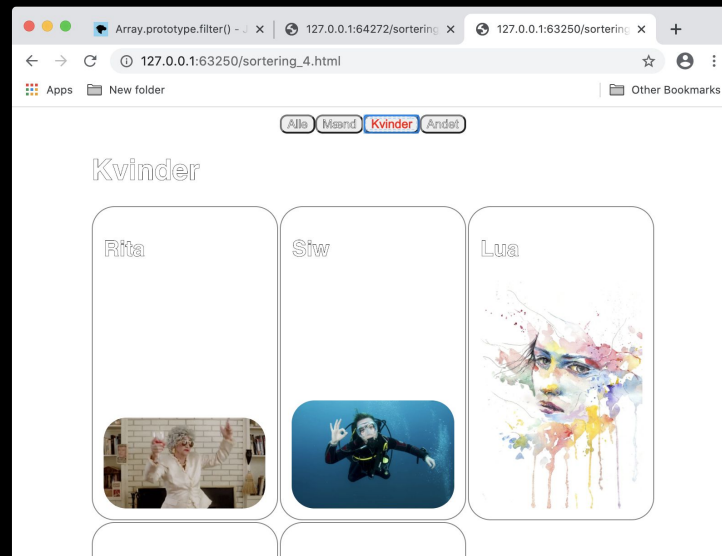 Array.prototype.filter() - J
127.0.0.1:64272/sortering
127.0.0.1:63250/sortering
127.0.0.1:63250/sortering_4.html
Apps New folder Other Bookmarks
Alle Mænd Kvinder Andet
Kvinder
Rita Siw Lua